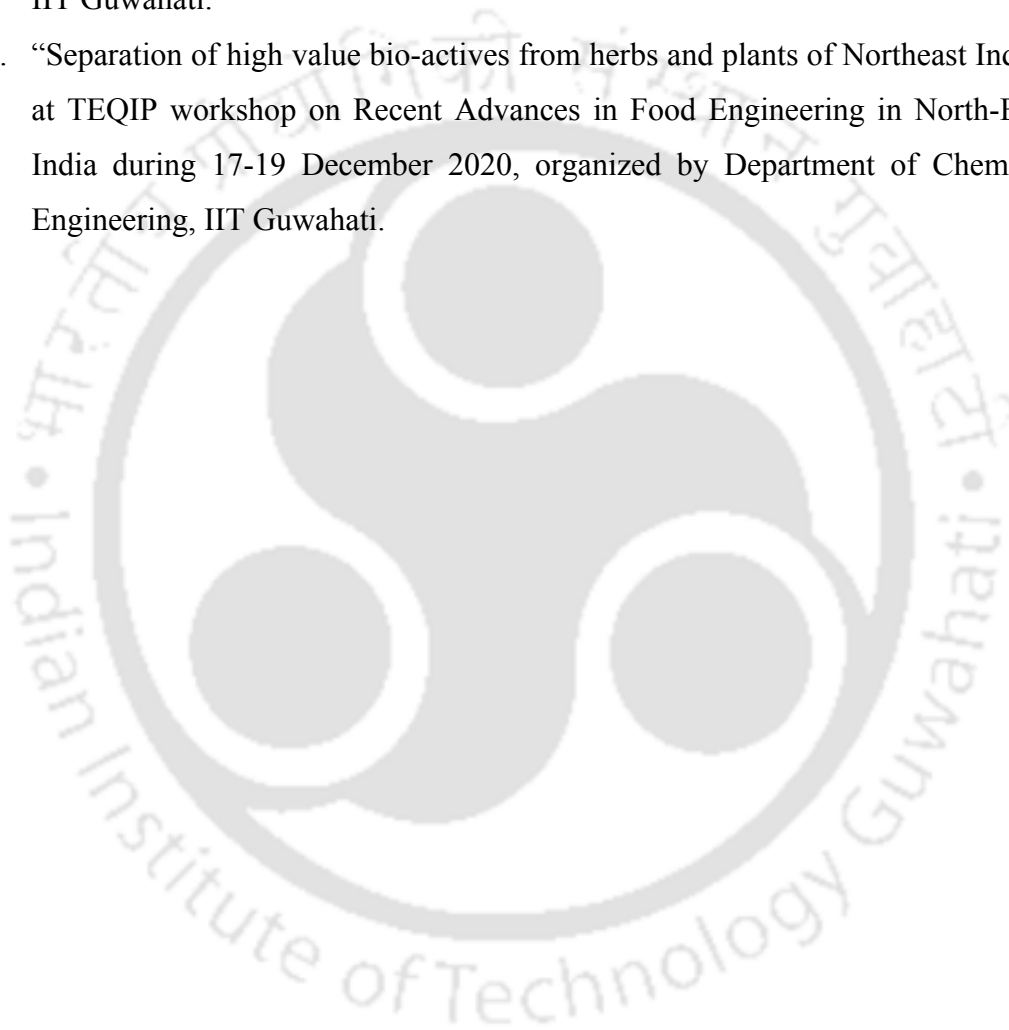 IIT Guwahati.
. “Separation of high value bio-actives from herbs and plants of Northeast
at TEQIP workshop on Recent Advances in Food Engineering in
India during 17-19 December 2020, organized by Department of
Engineering, IIT Guwahati.
भारतीय प्रौद्योगिकी संस्थान गुवाहाटी
• Indian Institute of Technology Guwahati •